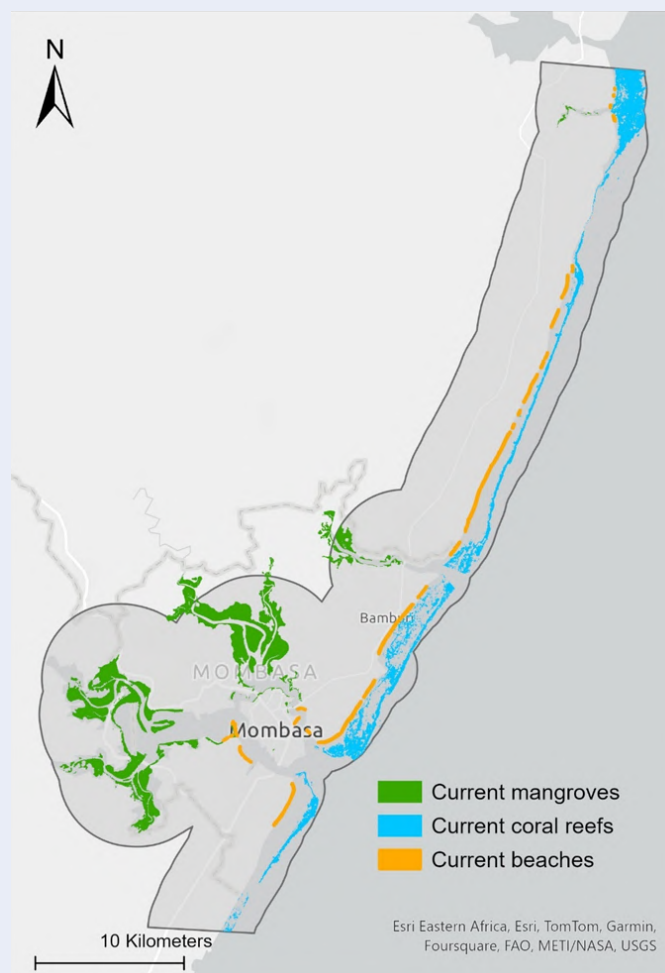 N
Bamburi
MOMBASA
Mombasa
Current mangroves
Current coral reefs
Current beaches
10 Kilometers
Esri Eastern Africa, Esri, TomTom, Garmin,
Foursquare, FAO, METI/NASA, USGS